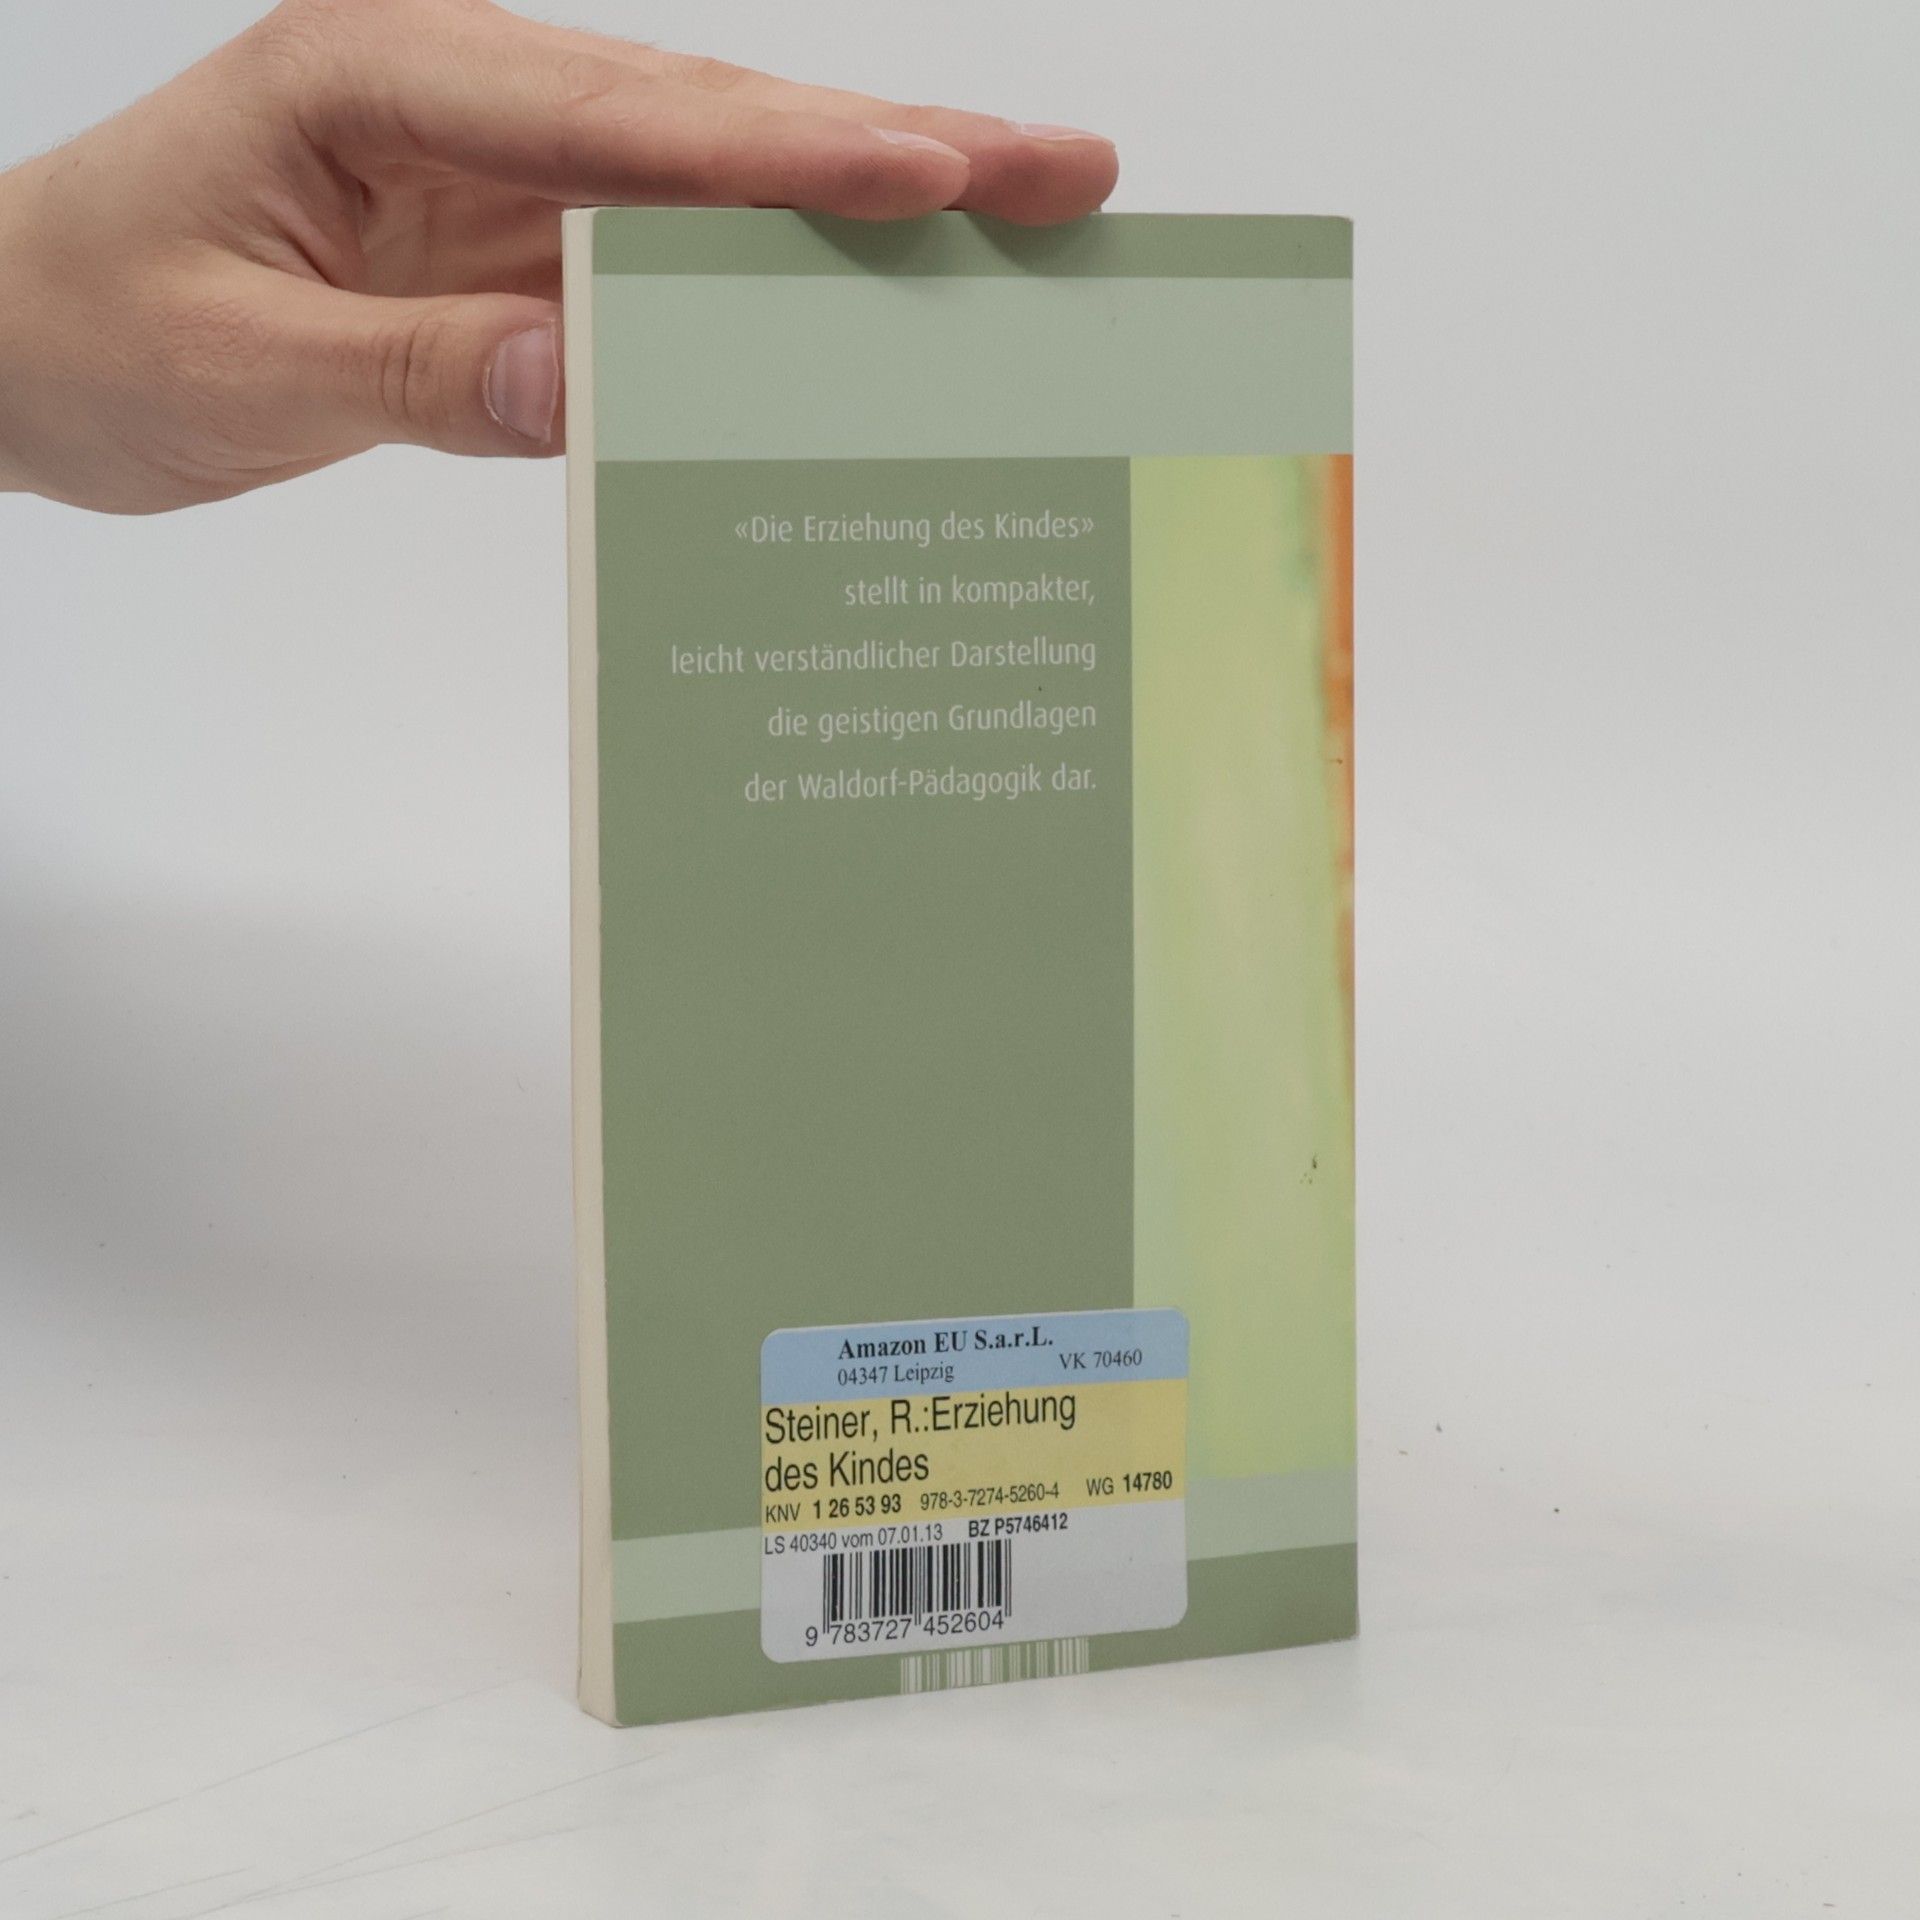 «Die Erziehung des Kindes»
stellt in kompakter,
leicht verständlicher Darstellung
die geistigen Grundlagen
der Waldorf-Pädagogik dar.
Amazon EU S.a.r.L.
04347 Leipzig VK 70460
Steiner, R.:Erziehung
des Kindes
KNV 1 26 53 93 978-3-7274-5260-4 WG 14780
LS 40340 vom 07.01.13 BZ P5746412
9 783727 452604